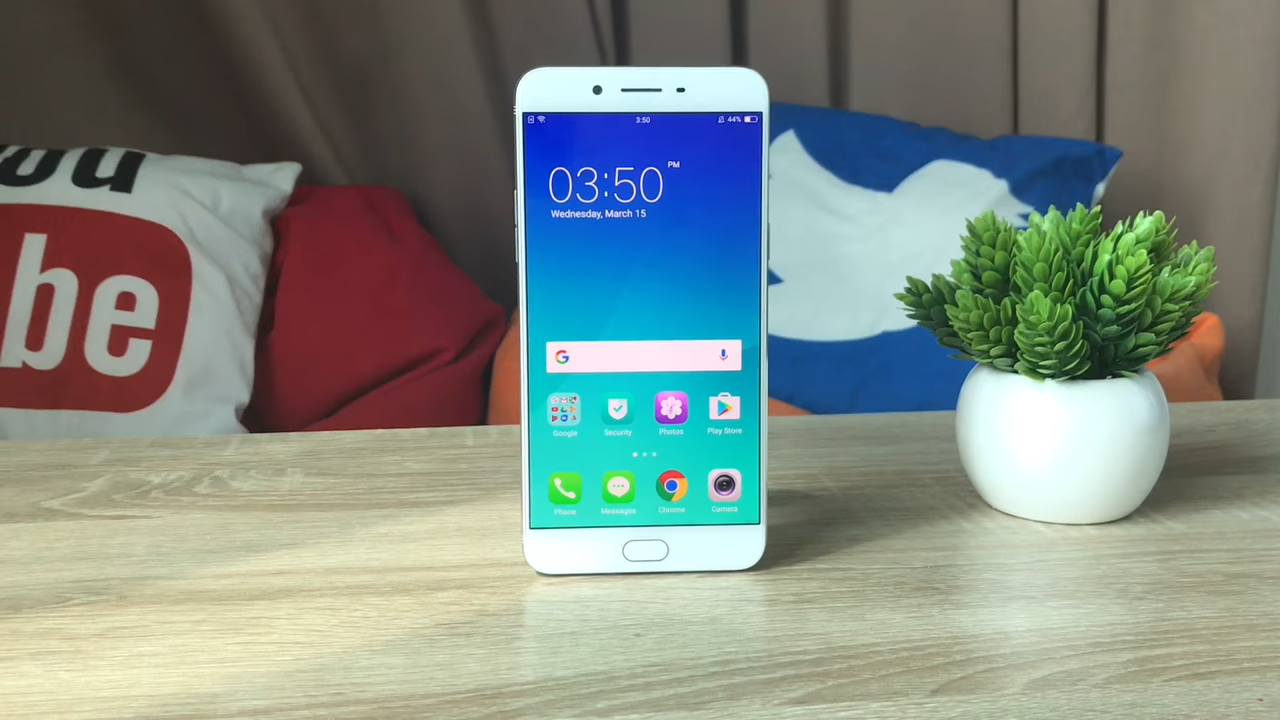 You
be
3:50
44%
03:50 PM
Wednesday, March 15
G
Google
Security
Photos
Play Store
Phone
Messages
Chrome
Camera